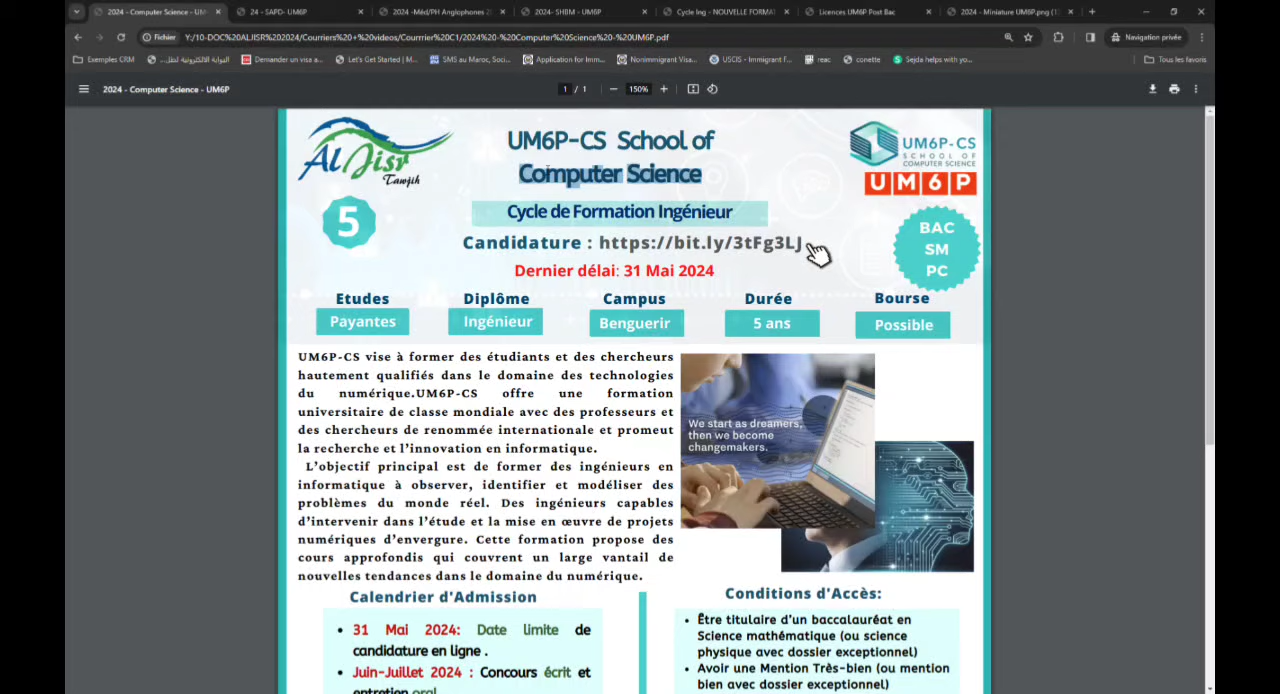 2024 - Computer Science - UM
24 - SAPD- UM6P
2024 -Méd/PH Anglophones 2
2024- SHBM - UM6P
Cycle Ing - NOUVELLE FORMA
Licences UM6P Post Bac
2024 - Miniature UM6P.png (1
Fichier
Y:/10-DOC%20ALJISR%202024/Courriers%20+%20videos/Courrrier%20C1/2024%20-%20Computer%20Science%20-%20UM6P.pdf
Navigation privée
Exemples CRM
البوابة الالكترونية لطل...
Demander un visa a...
Let's Get Started | M...
SMS au Maroc, Soci...
Application for Imm...
Nonimmigrant Visa...
USCIS - Immigrant F...
reac
conette
Sejda helps with yo...
Tous les favoris
2024 - Computer Science - UM6P
1 / 1
150%
AL Jisr
Tawjih
UM6P-CS School of
Computer Science
UM6P-CS
SCHOOL OF
COMPUTER SCIENCE
UM6P
5
Cycle de Formation Ingénieur
Candidature : https://bit.ly/3tFg3LJ
Dernier délai: 31 Mai 2024
BAC
SM
PC
Etudes
Diplôme
Campus
Durée
Bourse
Payantes
Ingénieur
Benguerir
5 ans
Possible
UM6P-CS vise à former des étudiants et des chercheurs
hautement qualifiés dans le domaine des technologies
du numérique.UM6P-CS offre une formation
universitaire de classe mondiale avec des professeurs et
des chercheurs de renommée internationale et promeut
la recherche et l'innovation en informatique.
L'objectif principal est de former des ingénieurs en
informatique à observer, identifier et modéliser des
problèmes du monde réel. Des ingénieurs capables
d'intervenir dans l'étude et la mise en œuvre de projets
numériques d'envergure. Cette formation propose des
cours approfondis qui couvrent un large vantail de
nouvelles tendances dans le domaine du numérique.
We start as dreamers,
then we become
changemakers.
Calendrier d'Admission
• 31 Mai 2024: Date limite de
candidature en ligne .
• Juin-Juillet 2024 : Concours écrit et
entretien oral
Conditions d'Accès:
• Être titulaire d'un baccalauréat en
Science mathématique (ou science
physique avec dossier exceptionnel)
• Avoir une Mention Très-bien (ou mention
bien avec dossier exceptionnel)